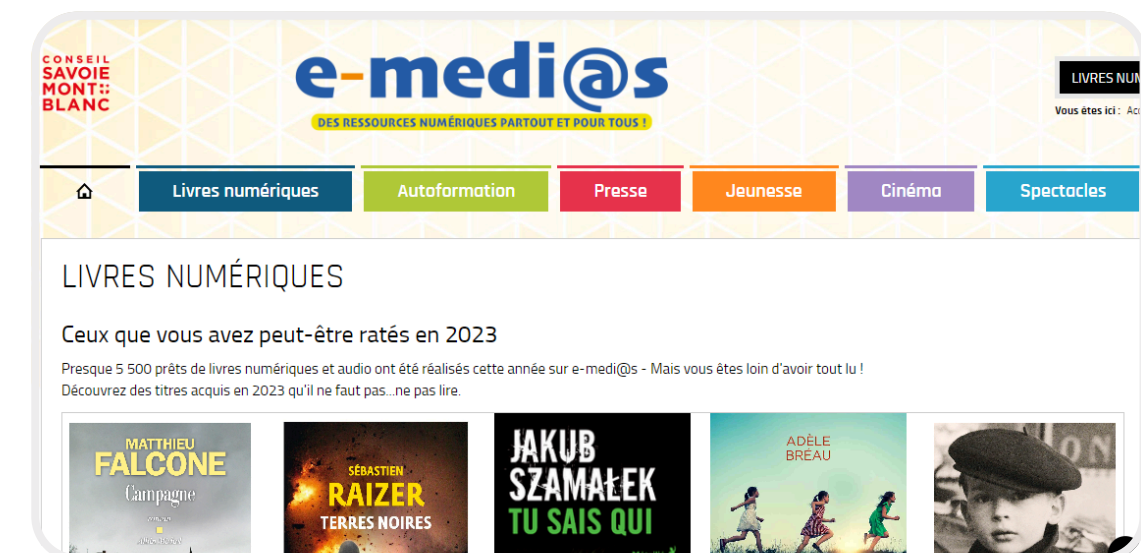 CONSEIL
SAVOIE
MONT::
BLANC
e-medi@s
DES RESSOURCES NUMÉRIQUES PARTOUT ET POUR TOUS !
LIVRES
Vous êtes ici :
Livres numériques
Autoformation
Presse
Jeunesse
Cinéma
Spectacles
LIVRES NUMÉRIQUES
Ceux que vous avez peut-être ratés en 2023
Presque 5 500 prêts de livres numériques et audio ont été réalisés cette année sur e-medi@s - Mais vous êtes loin d'avoir tout lu !
Découvrez des titres acquis en 2023 qu'il ne faut pas...ne pas lire.
MATTHIEU
FALCONE
Campagne
roman
SÉBASTIEN
RAIZER
TERRES NOIRES
JAKUB
SZAMAŁEK
TU SAIS QUI
ADÈLE
BRÉAU